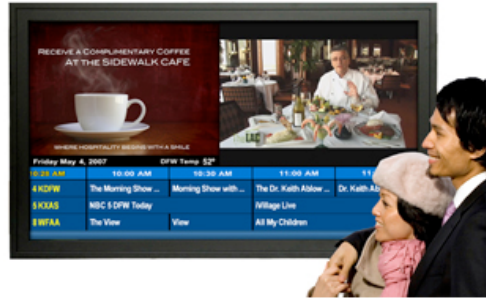 RECEIVE A COMPLIMENTARY COFFEE
AT THE SIDEWALK CAFE
WHERE HOSPITALITY BEGINS WITH A SMILE
LAC
Friday May 4, 2007 DFW Temp 52°
10:28 AM 10:00 AM 10:30 AM 11:00 AM 11
4 KDFW The Morning Show ... Morning Show with ... The Dr. Keith Ablow ... Dr. Keith Ab
5 KXAS NBC 5 DFW Today iVillage Live
8 WFAA The View View All My Children